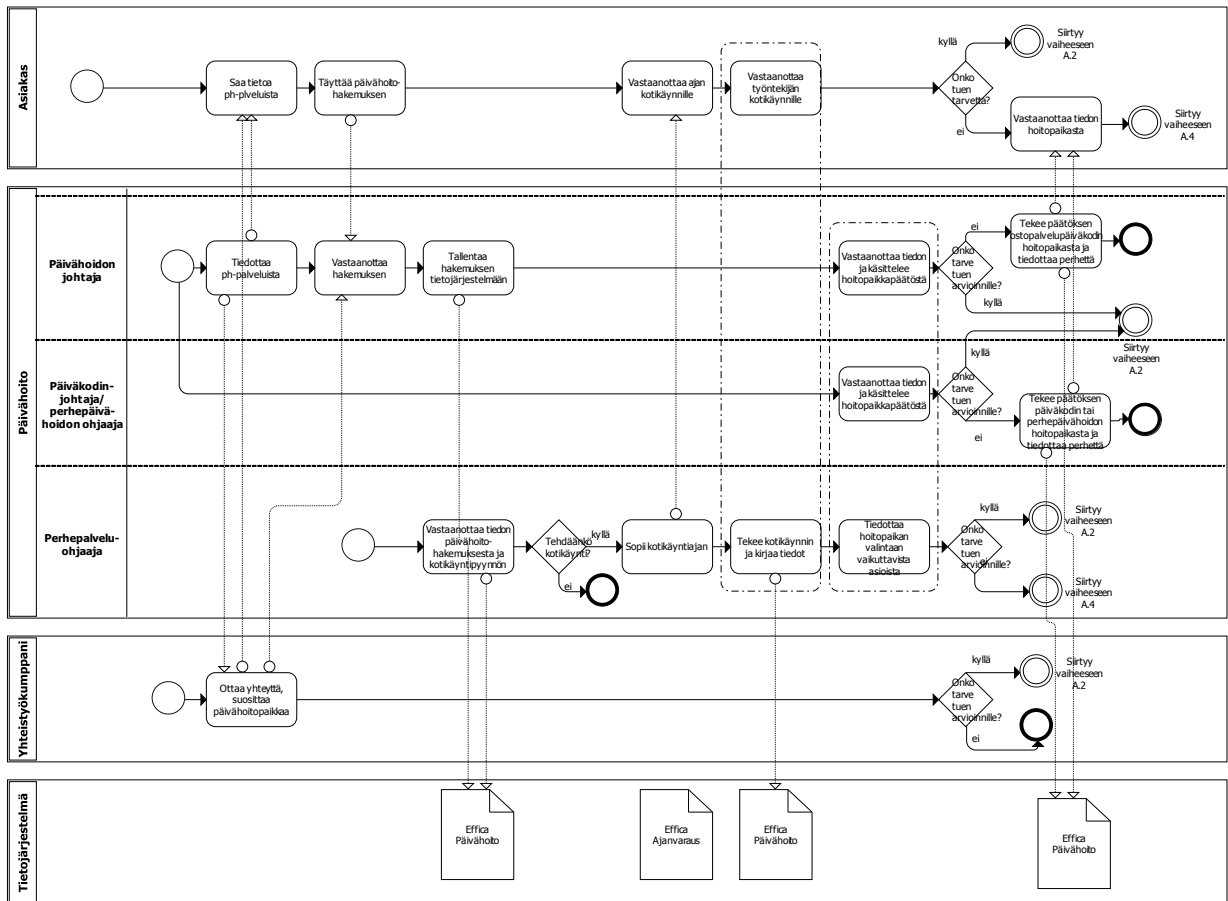 Asiakas
Saa tietoa
ph-plveluista
Täyttää päivähoito-
hakemuksen
Vastaanottaa ajan
kotikäynnille
Vastaanottaa
työntekijän
kotikäynnille
Onko
tuen
tarvetta?
kyllä
ei
Siirtyy
vaiheeseen
A.2
Vastaanottaa tiedon
hoitopaikasta
Siirtyy
vaiheeseen
A.4
Päivähoito
Päivähoidon
johtaja
Tiedottaa
ph-palveluista
Vastaanottaa
hakemuksen
Tallentaa
hakemuksen
tietojärjestelmään
Vastaanottaa tiedon
ja käsittelee
hoitopaikkapäätöstä
Onko
tarve
tuen
arvioinnille?
ei
kyllä
Tekee päätöksen
ostopalvelupäiväkodin
hoitopaikasta ja
tiedottaa perhettä
Siirtyy
vaiheeseen
A.2
Päiväkodin-
johtaja/
perhepäivä-
hoidon ohjaaja
Vastaanottaa tiedon
ja käsittelee
hoitopaikkapäätöstä
Onko
tarve
tuen
arvioinnille?
kyllä
ei
Tekee päätöksen
päiväkodin tai
perhepäivähoidon
hoitopaikasta ja
tiedottaa perhettä
Perhepalvelu-
ohjaaja
Vastaanottaa tiedon
päivähoito-
hakemuksesta ja
kotikäyntipyynnön
Tehdäänkö
kotikäynti?
kyllä
ei
Sopii kotikäyntiajan
Tekee kotikäynnin
ja kirjaa tiedot
Tiedottaa
hoitopaikan
valintaan
vaikuttavista
asioista
Onko
tarve
tuen
arvioinnille?
kyllä
ei
Siirtyy
vaiheeseen
A.2
Siirtyy
vaiheeseen
A.4
Yhteistyökumppani
Ottaa yhteyttä,
suosittaa
päivähoitopaikkaa
Onko
tarve
tuen
arvioinnille?
kyllä
ei
Siirtyy
vaiheeseen
A.2
Tietojärjestelmä
Effica
Päivähoito
Effica
Ajanvaraus
Effica
Päivähoito
Effica
Päivähoito